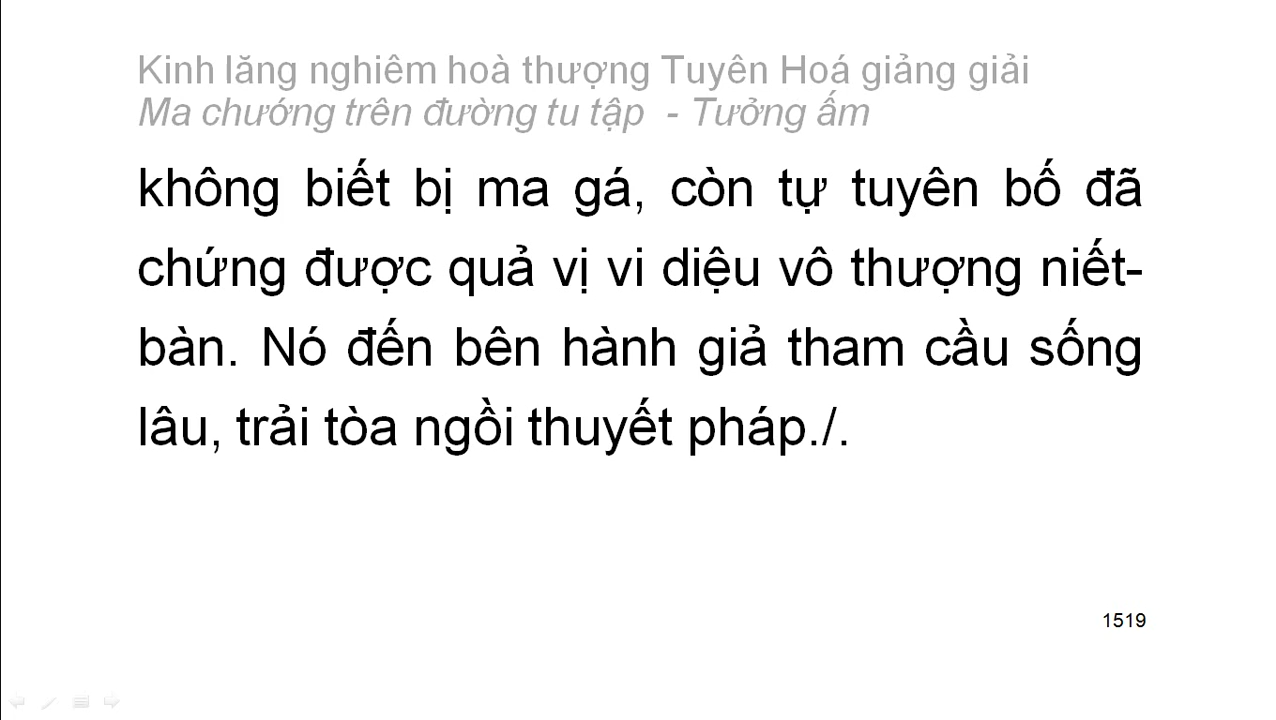 Kinh lăng nghiêm hoà thượng Tuyên Hoá giảng giải
Ma chướng trên đường tu tập  - Tưởng ấm
không biết bị ma gá, còn tự tuyên bố đã
chứng được quả vị vi diệu vô thượng niết-
bàn. Nó đến bên hành giả tham cầu sống
lâu, trải tòa ngồi thuyết pháp./.
1519